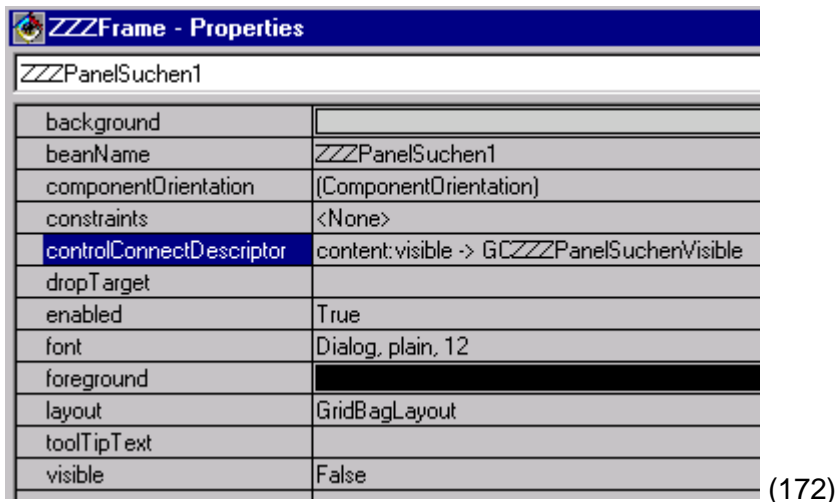 ZZZFrame - Properties
ZZZPanelSuchen1
background
beanName ZZZPanelSuchen1
componentOrientation (ComponentOrientation)
constraints <None>
controlConnectDescriptor content:visible -> GCZZZPanelSuchenVisible
dropTarget
enabled True
font Dialog, plain, 12
foreground
layout GridBagLayout
toolTipText
visible False
(172)